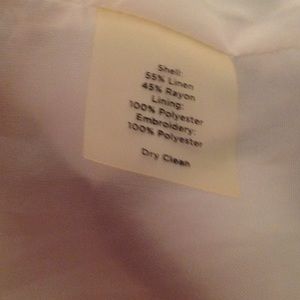 Shell:
55% Linen
45% Rayon
Lining:
100% Polyester
Embroidery:
100% Polyester
Dry Clean